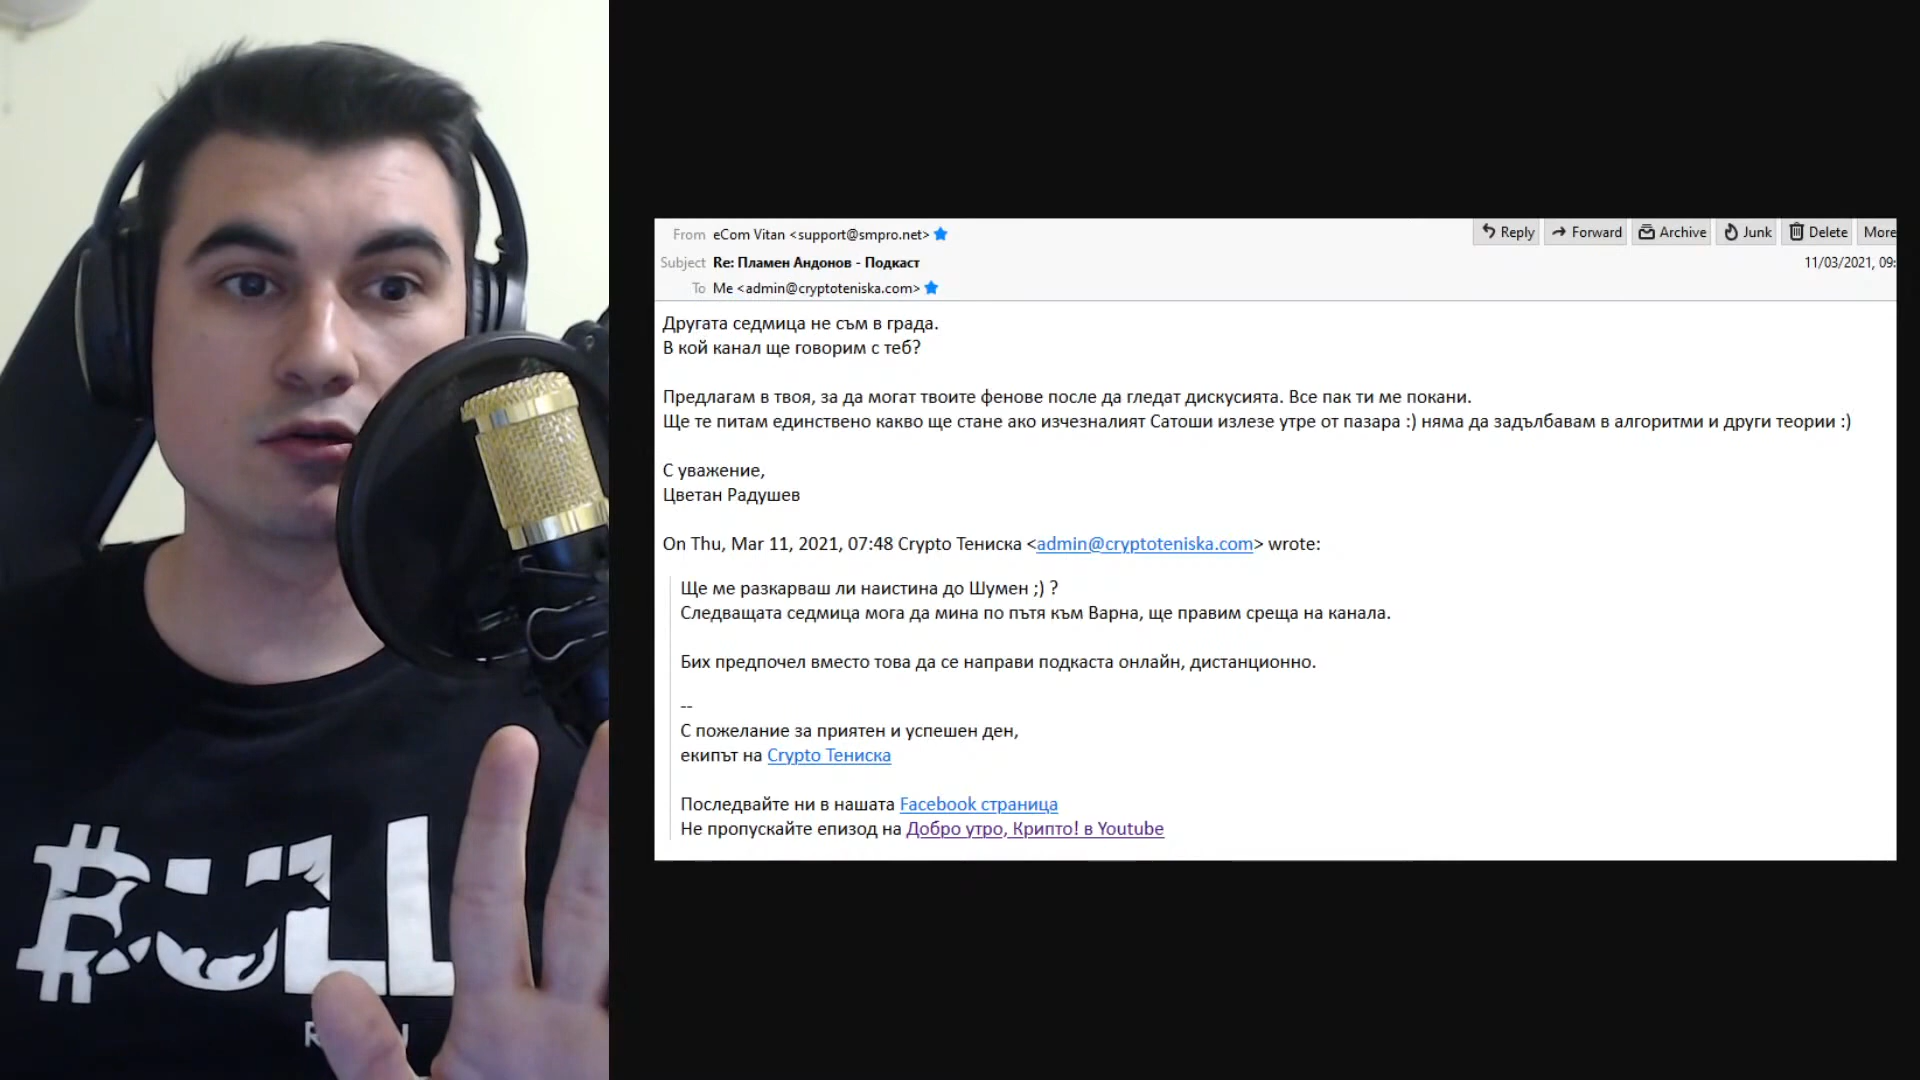 From eCom Vitan <support@smpro.net>
Reply Forward Archive Junk Delete More
Subject Re: Пламен Андонов - Подкаст
11/03/2021, 09:
To Me <admin@cryptoteniska.com>
Другата седмица не съм в града.
В кой канал ще говорим с теб?
Предлагам в твоя, за да могат твоите фенове после да гледат дискусията. Все пак ти ме покани.
Ще те питам единствено какво ще стане ако изчезналият Сатоши излезе утре от пазара :) няма да задълбавам в алгоритми и други теории :)
С уважение,
Цветан Радушев
On Thu, Mar 11, 2021, 07:48 Crypto Тениска <admin@cryptoteniska.com> wrote:
Ще ме разкарваш ли наистина до Шумен ;) ?
Следващата седмица мога да мина по пътя към Варна, ще правим среща на канала.
Бих предпочел вместо това да се направи подкаста онлайн, дистанционно.
--
С пожелание за приятен и успешен ден,
екипът на Crypto Тениска
Последвайте ни в нашата Facebook страница
Не пропускайте епизод на Добро утро, Крипто! в Youtube
BULL